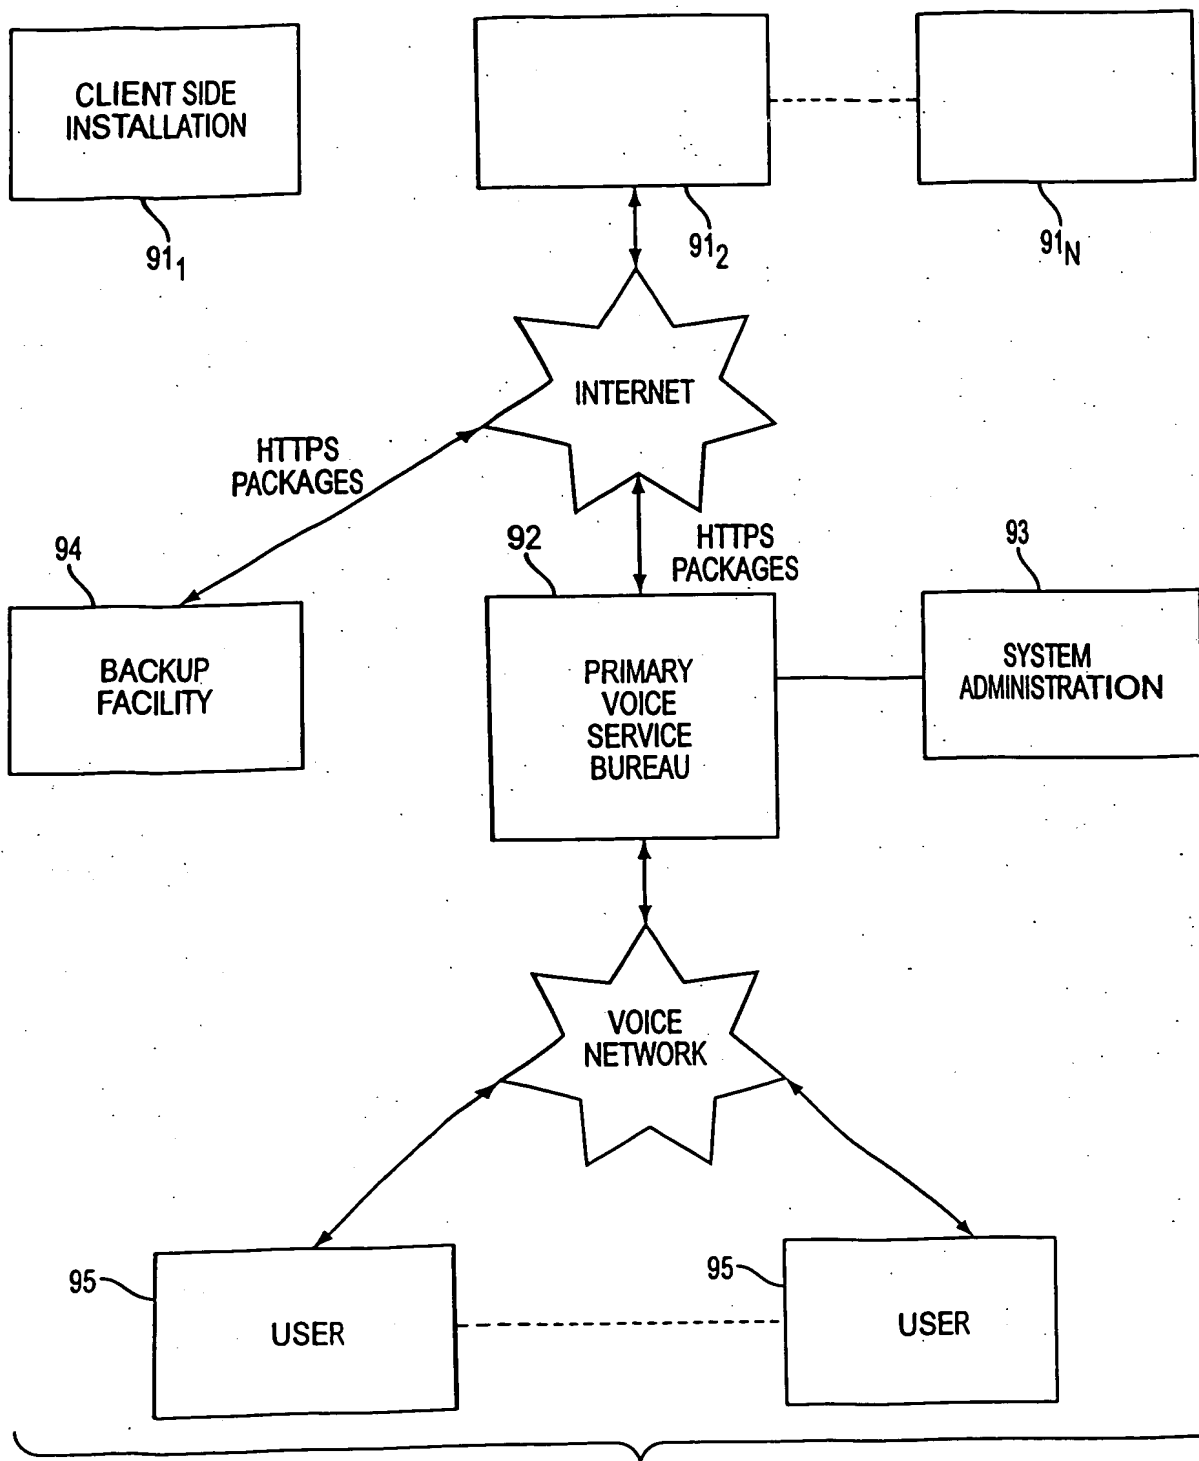 CLIENT SIDE
INSTALLATION
91₁
91₂
91N
INTERNET
HTTPS
PACKAGES
HTTPS
PACKAGES
94
92
93
BACKUP
FACILITY
PRIMARY
VOICE
SERVICE
BUREAU
SYSTEM
ADMINISTRATION
VOICE
NETWORK
95
USER
95
USER